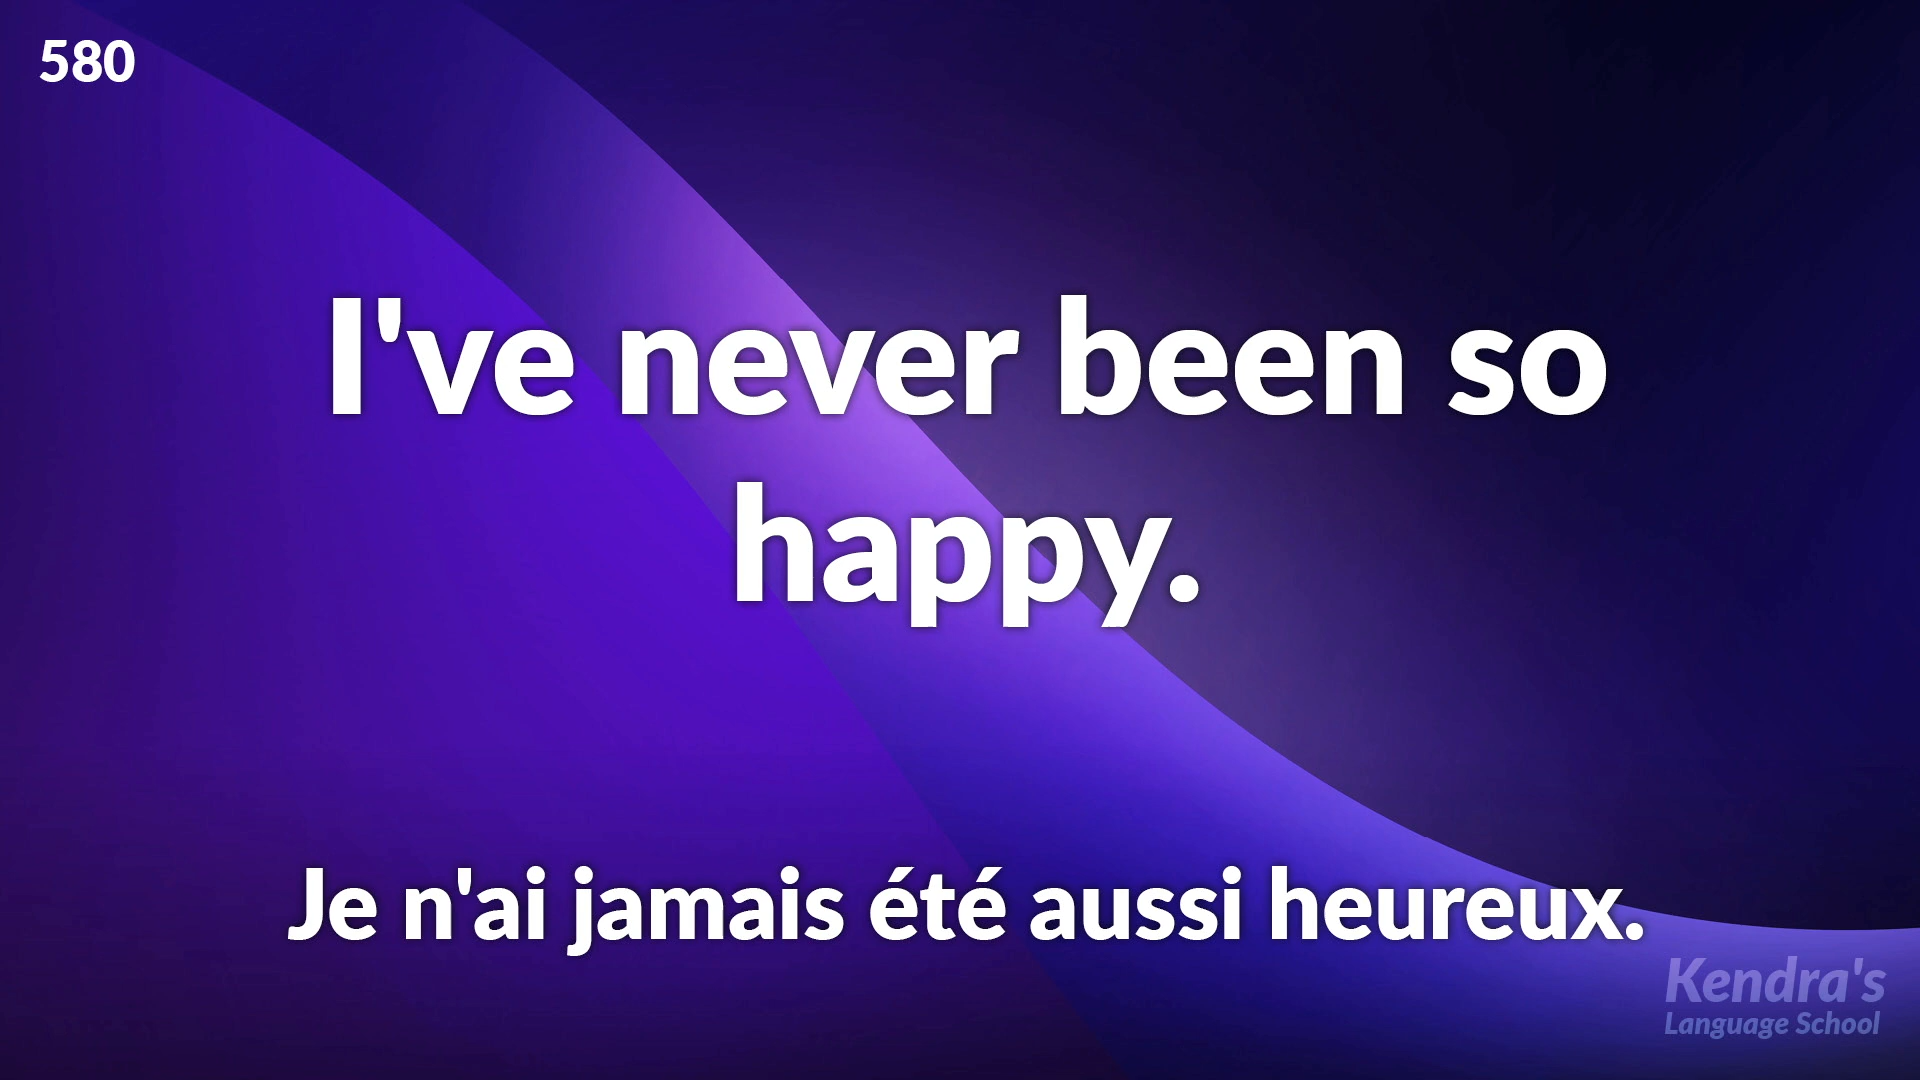 580
I've never been so
happy.
Je n'ai jamais été aussi heureux.
Kendra's
Language School